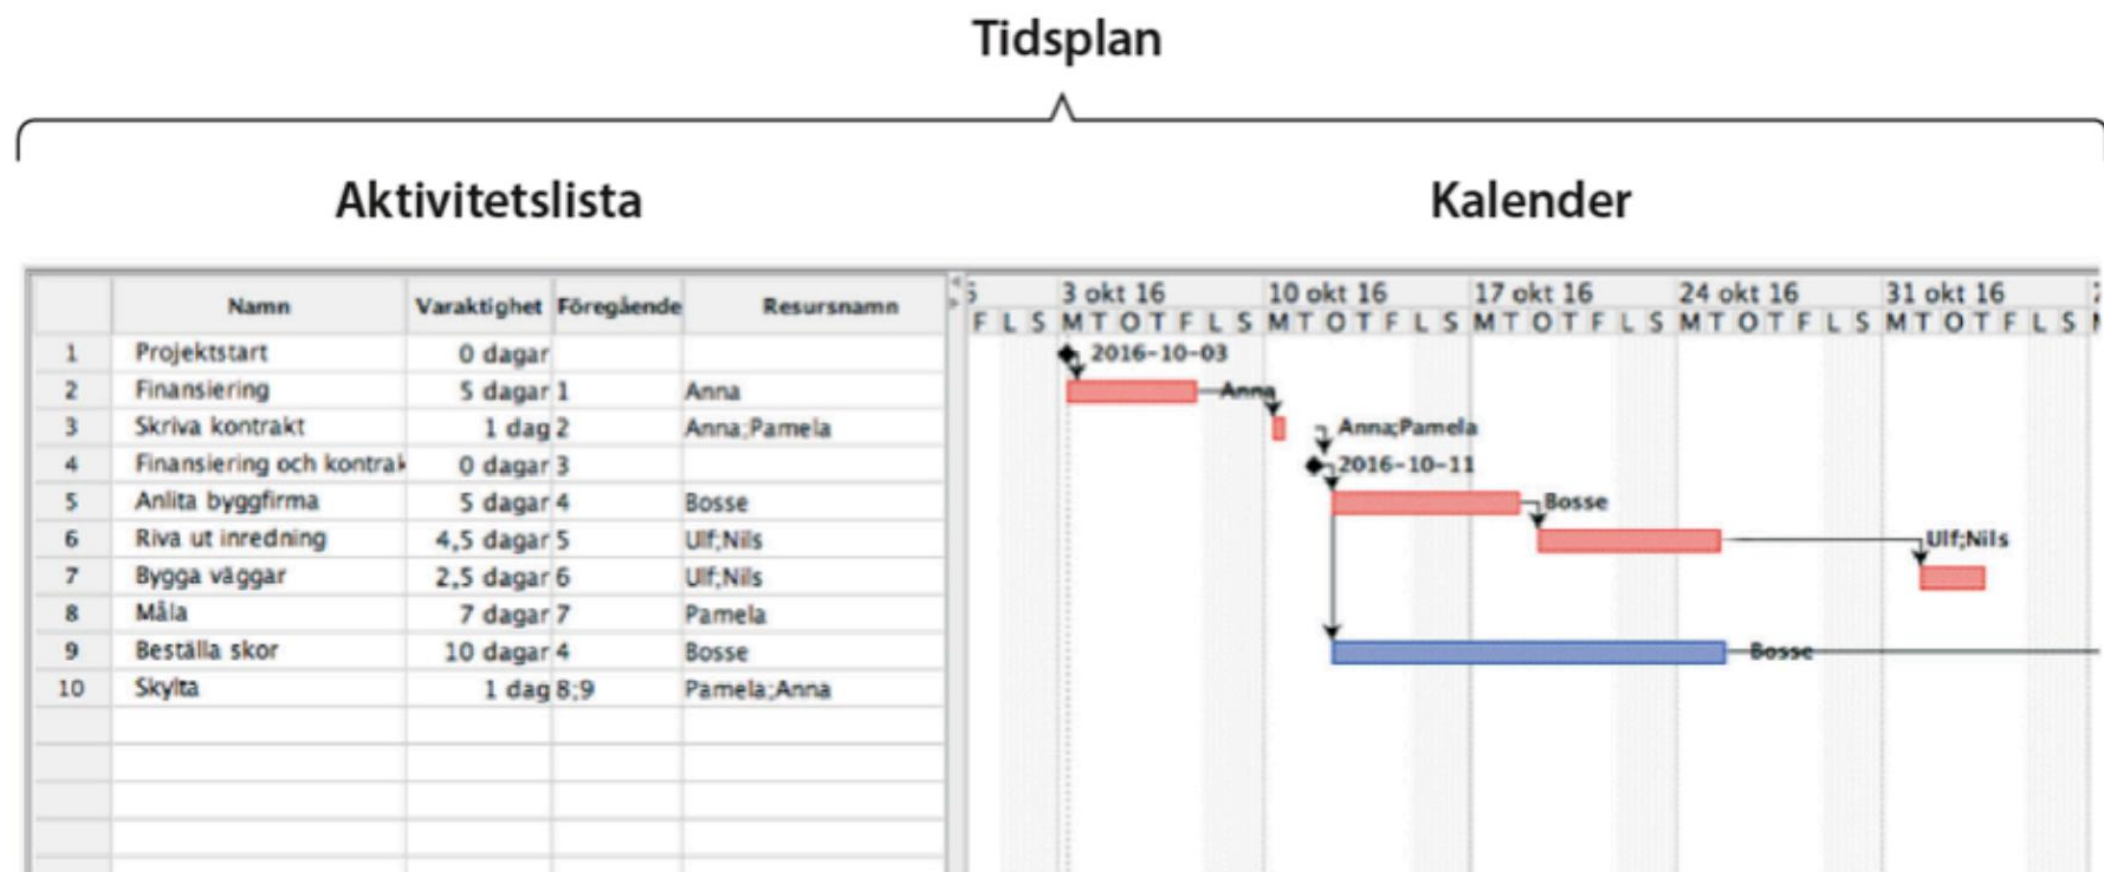 Tidsplan
Aktivitetslista
Kalender
Namn Varaktighet Föregående Resursnamn
3 okt 16 10 okt 16 17 okt 16 24 okt 16 31 okt 16
F L S M T O T F L S M T O T F L S M T O T F L S M T O T F L S M T O T F L S
1 Projektstart 0 dagar 2016-10-03
2 Finansiering 5 dagar 1 Anna Anna
3 Skriva kontrakt 1 dag 2 Anna;Pamela Anna;Pamela
4 Finansiering och kontrak 0 dagar 3 2016-10-11
5 Anlita byggfirma 5 dagar 4 Bosse Bosse
6 Riva ut inredning 4,5 dagar 5 Ulf;Nils Ulf;Nils
7 Bygga väggar 2,5 dagar 6 Ulf;Nils
8 Måla 7 dagar 7 Pamela
9 Beställa skor 10 dagar 4 Bosse Bosse
10 Skylta 1 dag 8;9 Pamela;Anna